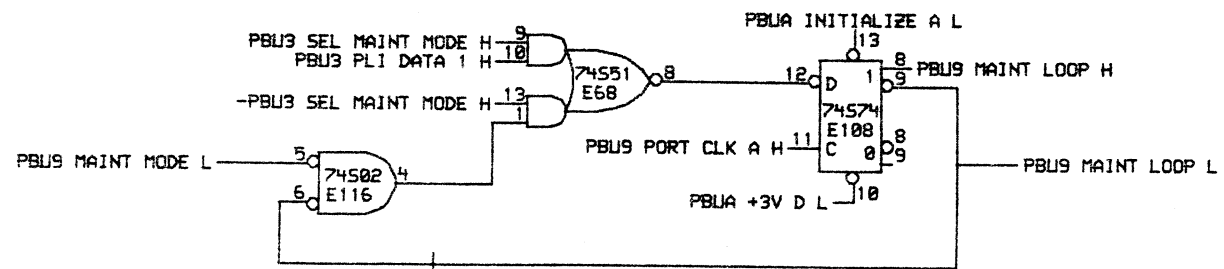 PBUA INITIALIZE A L
13
PBU3 SEL MAINT MODE H
9
PBU3 PLI DATA 1 H
10
74S51
E68
8
-PBU3 SEL MAINT MODE H
13
1
12
D
1
8
PBU9 MAINT LOOP H
9
74S74
E108
PBU9 PORT CLK A H
11
C
0
8
9
PBU9 MAINT MODE L
5
6
74S02
E116
4
PBUA +3V D L
10
PBU9 MAINT LOOP L